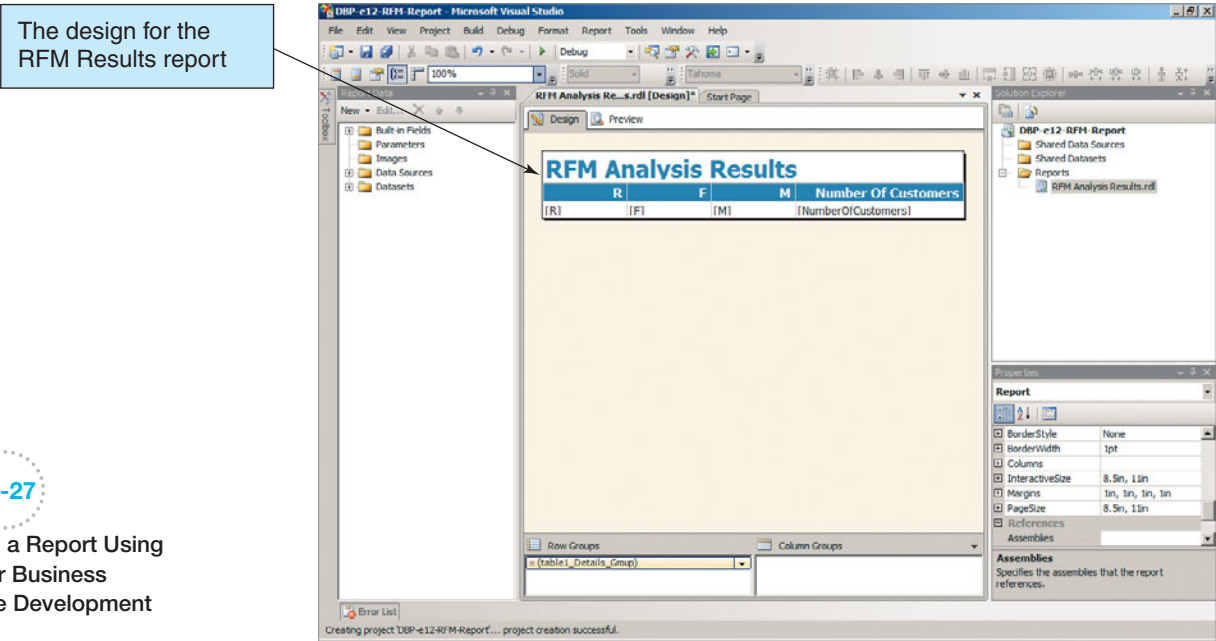 The design for the
RFM Results report
DBP-e12-RFM-Report - Microsoft Visual Studio
File Edit View Project Build Debug Format Report Tools Window Help
Debug
100%
Solid
Tahoma
Toolbox
Report Data
New Edit...
Built-in Fields
Parameters
Images
Data Sources
Datasets
RFM Analysis Re...s.rdl [Design]* Start Page
Design Preview
RFM Analysis Results
R F M Number Of Customers
[R] [F] [M] [NumberOfCustomers]
Row Groups Column Groups
(table1_Details_Group)
Solution Explorer
DBP-e12-RFM-Report
Shared Data Sources
Shared Datasets
Reports
RFM Analysis Results.rdl
Properties
Report
BorderStyle None
BorderWidth 1pt
Columns
InteractiveSize 8.5in, 11in
Margins 1in, 1in, 1in, 1in
PageSize 8.5in, 11in
References
Assemblies
Assemblies
Specifies the assemblies that the report
references.
Error List
Creating project 'DBP-e12-RFM-Report'... project creation successful.
-27
a Report Using
r Business
e Development